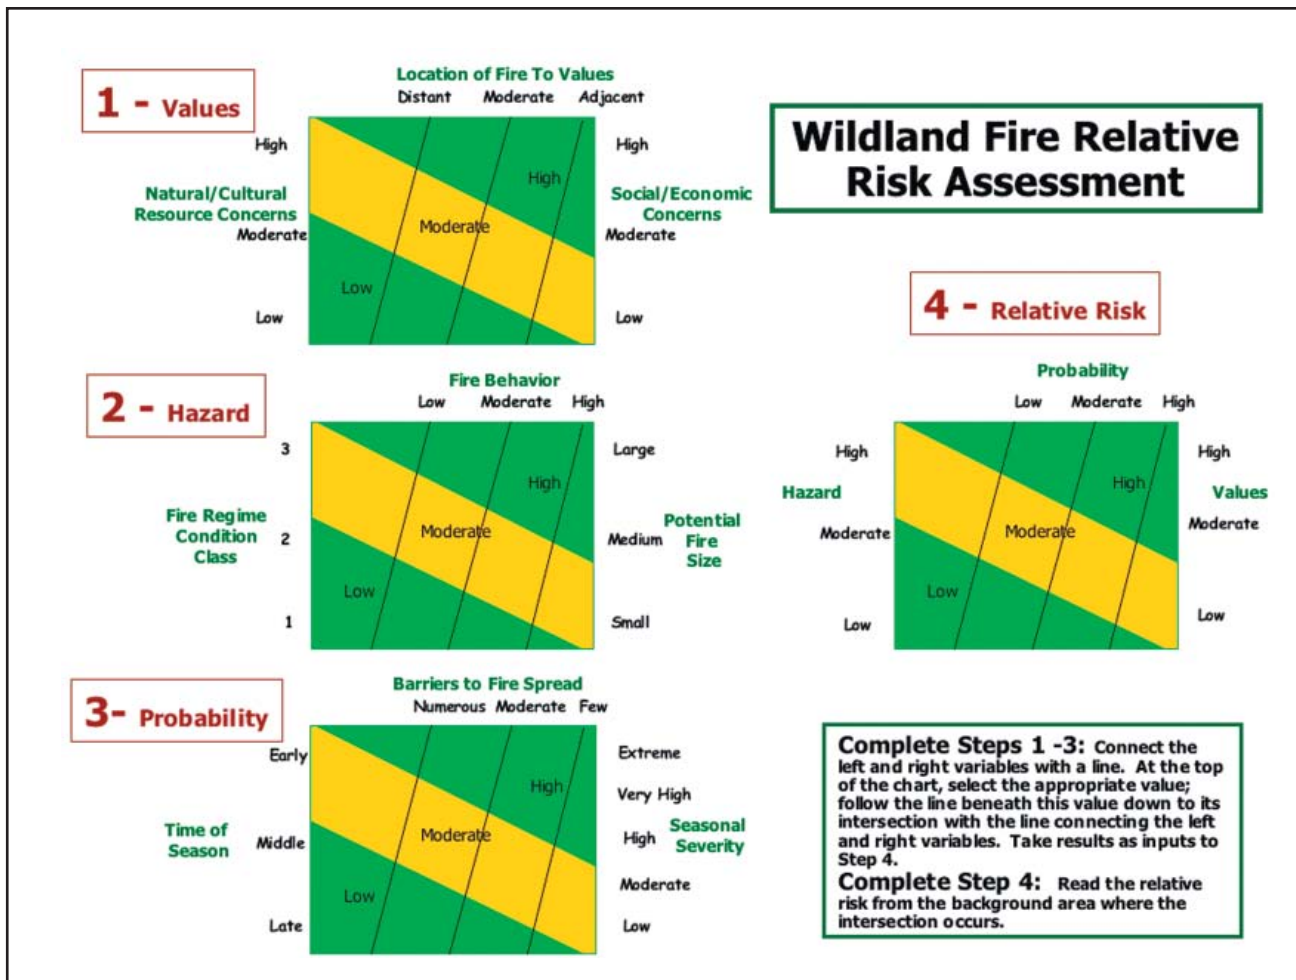 Wildland Fire Relative
Risk Assessment
1 - Values
Location of Fire To Values
Distant Moderate Adjacent
High
Natural/Cultural
Resource Concerns
Moderate
Low
High
Moderate
Low
High
Social/Economic
Concerns
Moderate
Low
2 - Hazard
Fire Behavior
Low Moderate High
3
Fire Regime
Condition
Class
2
1
High
Moderate
Low
Large
Medium
Potential
Fire
Size
Small
3- Probability
Barriers to Fire Spread
Numerous Moderate Few
Early
Time of
Season
Middle
Late
High
Moderate
Low
Extreme
Very High
High
Seasonal
Severity
Moderate
Low
4 - Relative Risk
Probability
Low Moderate High
High
Hazard
Moderate
Low
High
Moderate
Low
High
Values
Moderate
Low
Complete Steps 1 -3: Connect the
left and right variables with a line. At the top
of the chart, select the appropriate value;
follow the line beneath this value down to its
intersection with the line connecting the left
and right variables. Take results as inputs to
Step 4.
Complete Step 4: Read the relative
risk from the background area where the
intersection occurs.